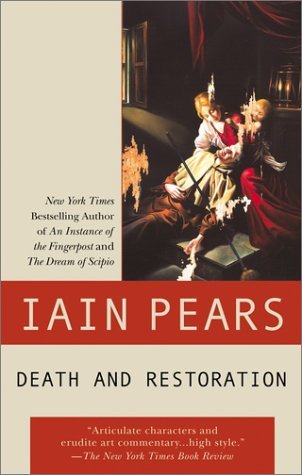 New York Times
Bestselling Author
of An Instance of
the Fingerpost and
The Dream of Scipio
IAIN PEARS
DEATH AND RESTORATION
"Articulate characters and
erudite art commentary...high style."
—The New York Times Book Review